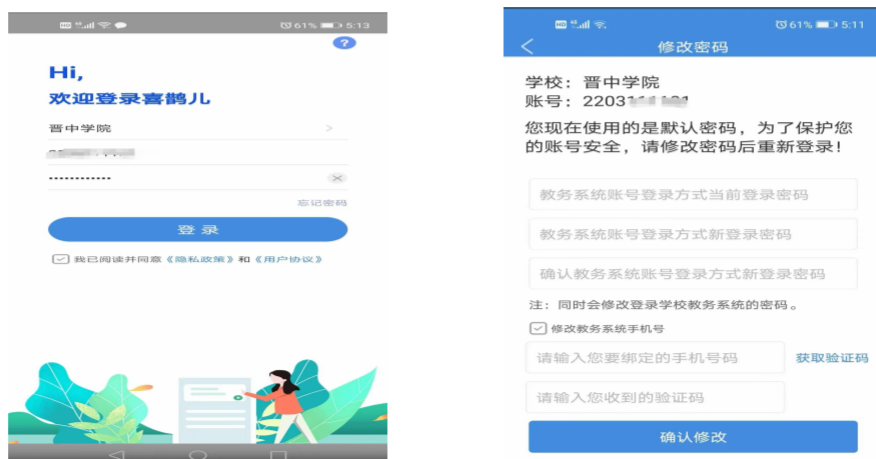 61% 5:13
?
Hi,
欢迎登录喜鹊儿
晋中学院
忘记密码
登录
我已阅读并同意《隐私政策》和《用户协议》
61% 5:11
修改密码
学校：晋中学院
账号：2203
您现在使用的是默认密码，为了保护您
的账号安全，请修改密码后重新登录！
教务系统账号登录方式当前登录密码
教务系统账号登录方式新登录密码
确认教务系统账号登录方式新登录密码
注：同时会修改登录学校教务系统的密码。
修改教务系统手机号
请输入您要绑定的手机号码
获取验证码
请输入您收到的验证码
确认修改